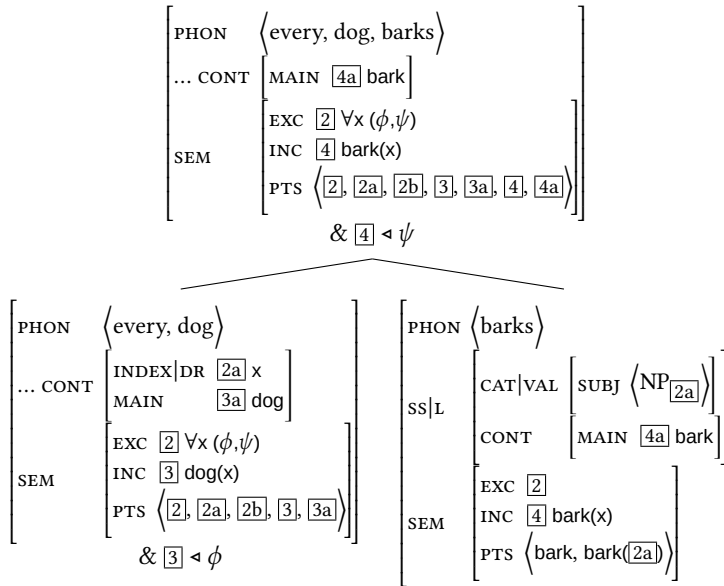 PHON ⟨every, dog, barks⟩
... CONT [MAIN 4a bark]
SEM
EXC 2 ∀x (ϕ,ψ)
INC 4 bark(x)
PTS ⟨2, 2a, 2b, 3, 3a, 4, 4a⟩
& 4 ◂ ψ
PHON ⟨every, dog⟩
... CONT
INDEX|DR 2a x
MAIN 3a dog
SEM
EXC 2 ∀x (ϕ,ψ)
INC 3 dog(x)
PTS ⟨2, 2a, 2b, 3, 3a⟩
& 3 ◂ ϕ
PHON ⟨barks⟩
SS|L
CAT|VAL [SUBJ ⟨NP2a⟩]
CONT [MAIN 4a bark]
SEM
EXC 2
INC 4 bark(x)
PTS ⟨bark, bark(2a)⟩